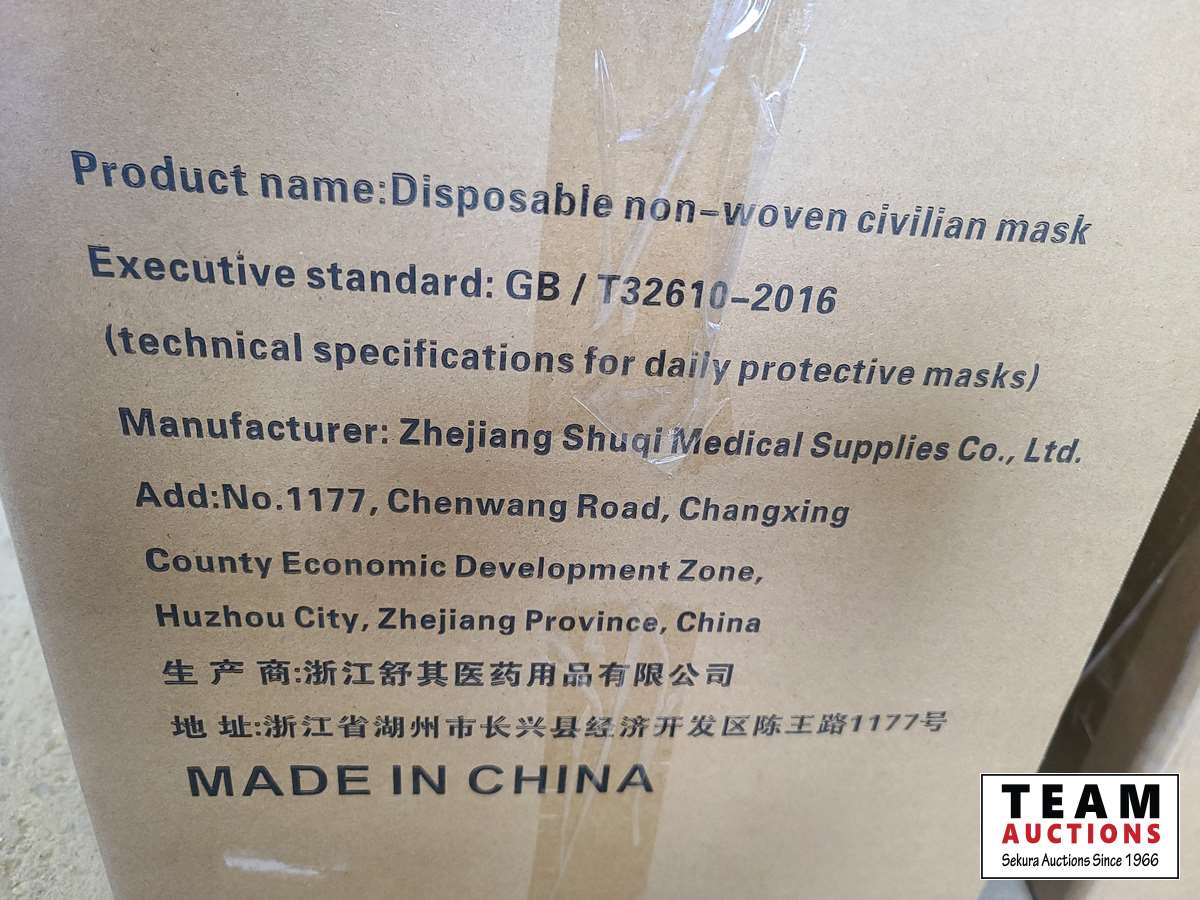 Product name:Disposable non-woven civilian mask
Executive standard: GB / T32610-2016
(technical specifications for daily protective masks)
Manufacturer: Zhejiang Shuqi Medical Supplies Co., Ltd.
Add:No.1177, Chenwang Road, Changxing
County Economic Development Zone,
Huzhou City, Zhejiang Province, China
生 产 商:浙江舒其医药用品有限公司
地 址:浙江省湖州市长兴县经济开发区陈王路1177号
MADE IN CHINA
TEAM
AUCTIONS
Sekura Auctions Since 1966